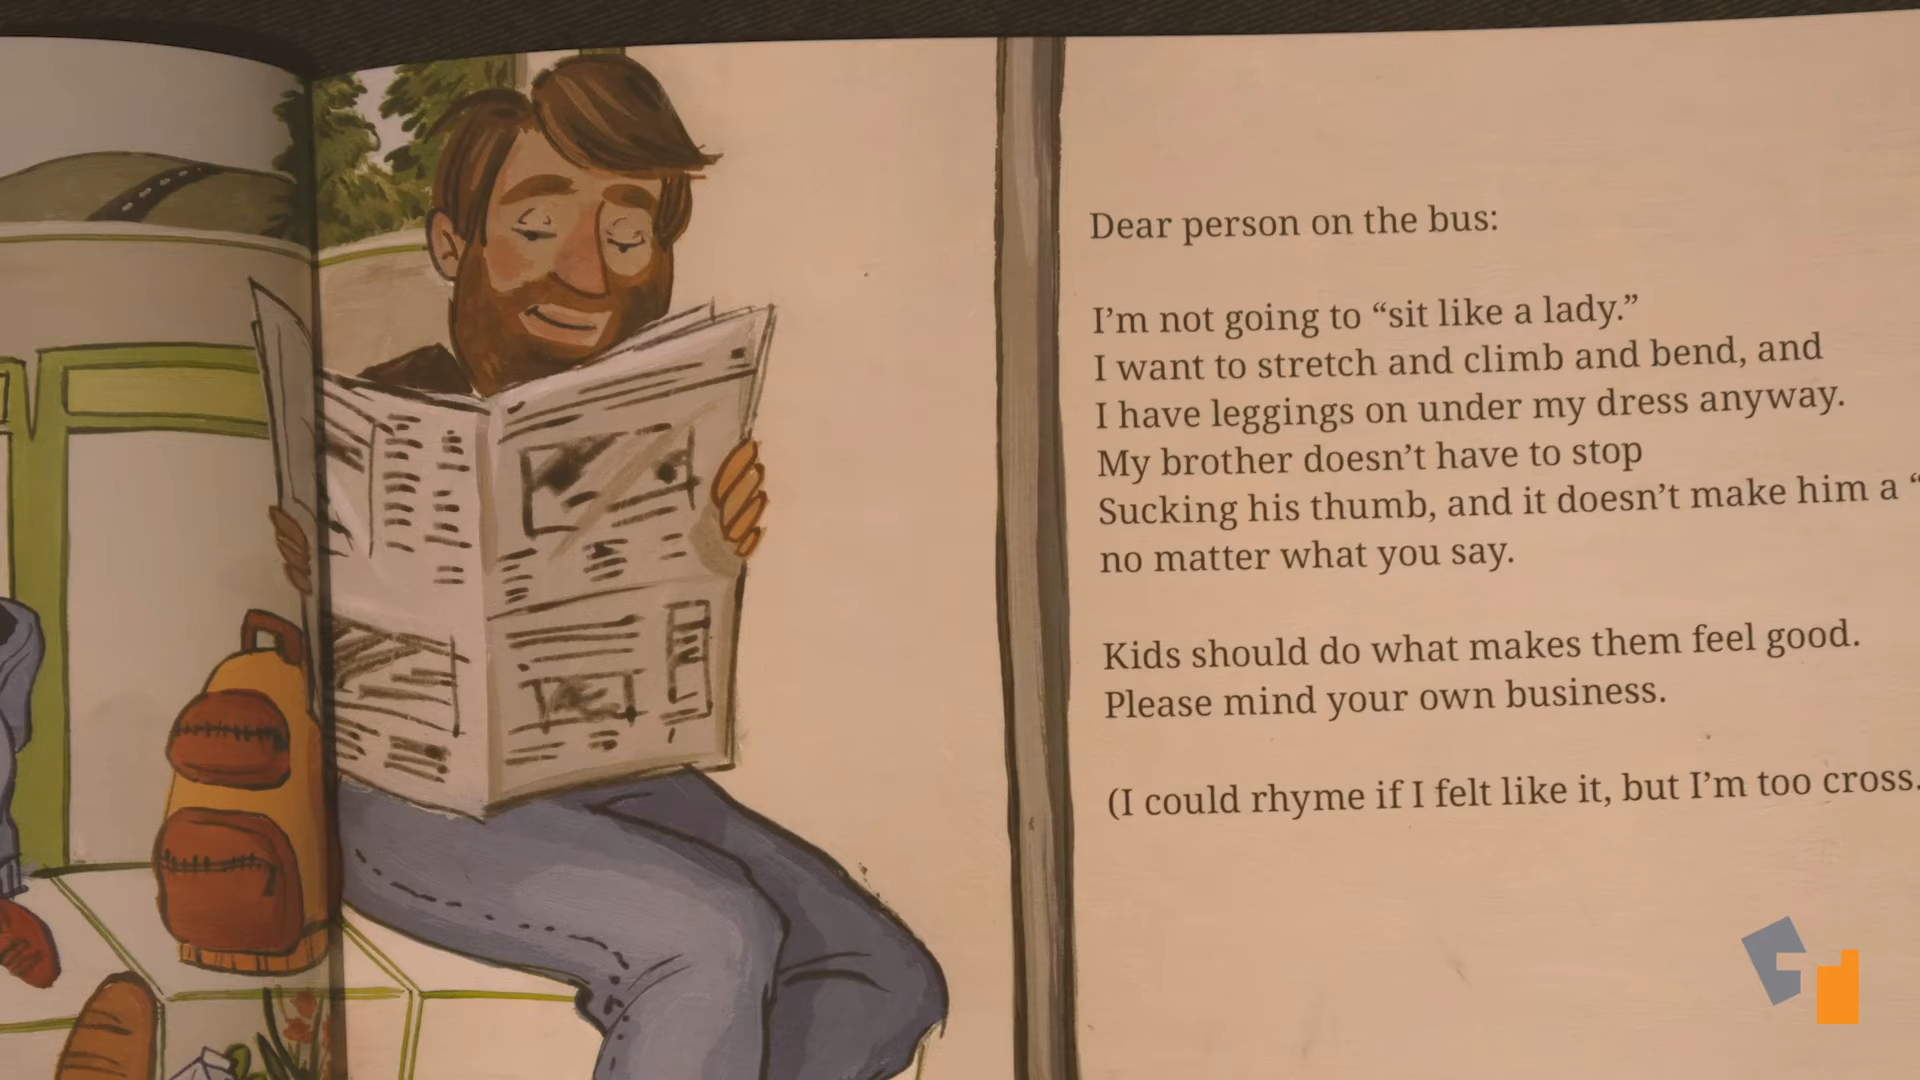 Dear person on the bus:
I'm not going to “sit like a lady.”
I want to stretch and climb and bend, and
I have leggings on under my dress anyway.
My brother doesn't have to stop
Sucking his thumb, and it doesn't make him a “
no matter what you say.
Kids should do what makes them feel good.
Please mind your own business.
(I could rhyme if I felt like it, but I'm too cross.